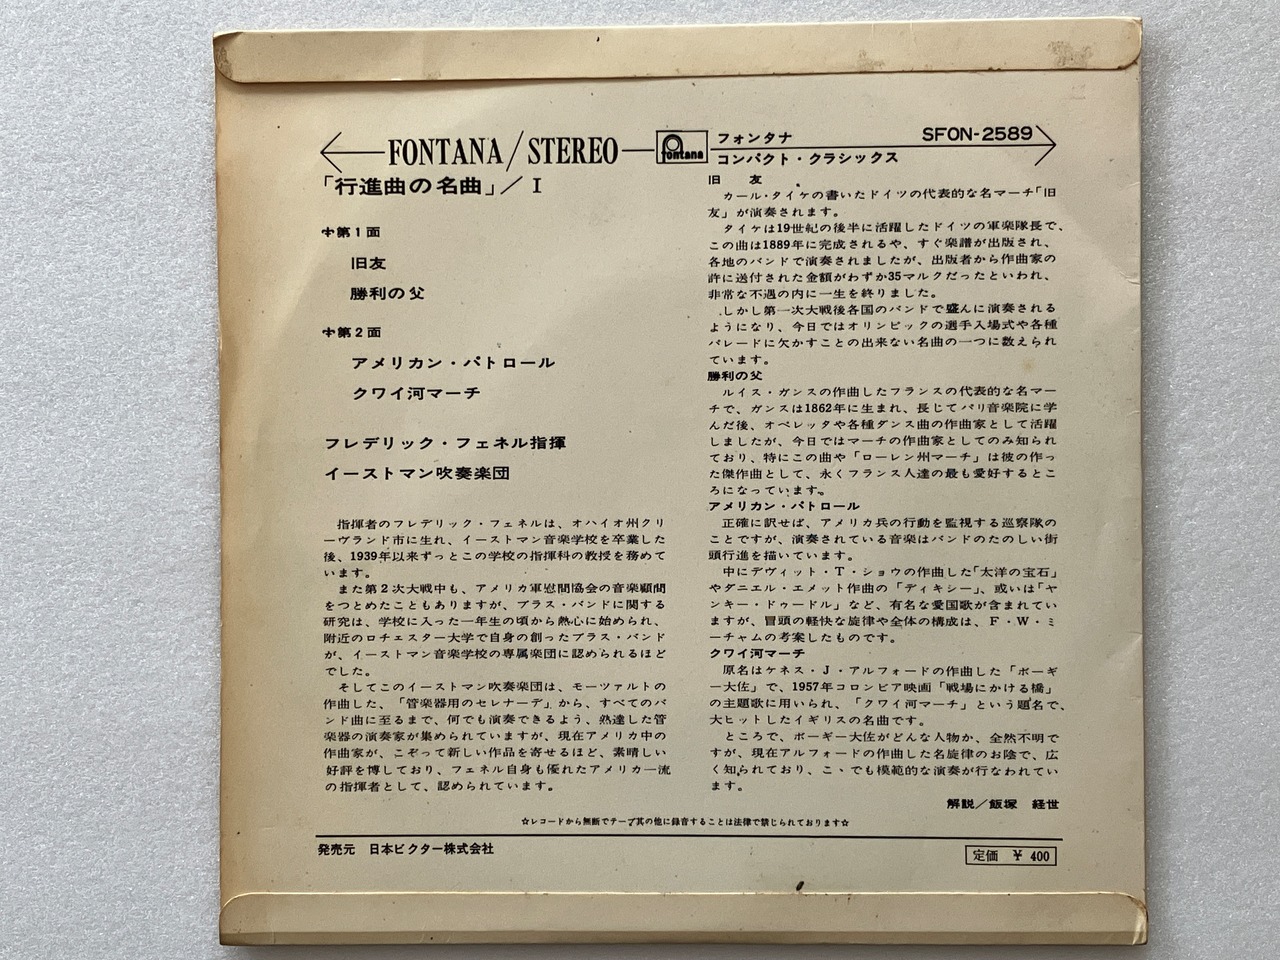 FONTANA/STEREO
fontana
フォンタナ
コンパクト・クラシックス
SFON-2589
「行進曲の名曲」／Ⅰ
第1面
旧友
勝利の父
第2面
アメリカン・パトロール
クワイ河マーチ
フレデリック・フェネル指揮
イーストマン吹奏楽団
指揮者のフレデリック・フェネルは、オハイオ州クリ
ーヴランド市に生れ、イーストマン音楽学校を卒業した
後、1939年以来ずっとこの学校の指揮科の教授を務めて
います。
また第2次大戦中も、アメリカ軍慰問協会の音楽顧問
をつとめたこともありますが、ブラス・バンドに関する
研究は、学校に入った一年生の頃から熱心に始められ、
附近のロチェスター大学で自身の創ったブラス・バンド
が、イーストマン音楽学校の専属楽団に認められるほど
でした。
そしてこのイーストマン吹奏楽団は、モーツァルトの
作曲した、「管楽器用のセレナーデ」から、すべてのバ
ンド曲に至るまで、何でも演奏できるよう、熟達した管
楽器の演奏家が集められていますが、現在アメリカ中の
作曲家が、こぞって新しい作品を寄せるほど、素晴しい
好評を博しており、フェネル自身も優れたアメリカ一流
の指揮者として、認められています。
旧　友
カール・タイケの書いたドイツの代表的な名マーチ「旧
友」が演奏されます。
タイケは19世紀の後半に活躍したドイツの軍楽隊長で、
この曲は1889年に完成されるや、すぐ楽譜が出版され、
各地のバンドで演奏されましたが、出版者から作曲家の
許に送付された金額がわずか35マルクだったといわれ、
非常な不遇の内に一生を終りました。
しかし第一次大戦後各国のバンドで盛んに演奏される
ようになり、今日ではオリンピックの選手入場式や各種
パレードに欠かすことの出来ない名曲の一つに数えられ
ています。
勝利の父
ルイス・ガンスの作曲したフランスの代表的な名マー
チで、ガンスは1862年に生まれ、長じてパリ音楽院に学
んだ後、オペレッタや各種ダンス曲の作曲家として活躍
しましたが、今日ではマーチの作曲家としてのみ知られ
ており、特にこの曲や「ローレン州マーチ」は彼の作っ
た傑作曲として、永くフランス人達の最も愛好するとこ
ろになっています。
アメリカン・パトロール
正確に訳せば、アメリカ兵の行動を監視する巡察隊の
ことですが、演奏されている音楽はバンドのたのしい街
頭行進を描いています。
中にデヴィット・T・ショウの作曲した「太洋の宝石」
やダニエル・エメット作曲の「ディキシー」、或いは「ヤ
ンキー・ドゥードル」など、有名な愛国歌が含まれてい
ますが、冒頭の軽快な旋律や全体の構成は、F・W・ミ
ーチャムの考案したものです。
クワイ河マーチ
原名はケネス・J・アルフォードの作曲した「ボーギ
ー大佐」で、1957年コロンビア映画「戦場にかける橋」
の主題歌に用いられ、「クワイ河マーチ」という題名で、
大ヒットしたイギリスの名曲です。
ところで、ボーギー大佐がどんな人物か、全然不明で
すが、現在アルフォードの作曲した名旋律のお陰で、広
く知られており、こゝでも模範的な演奏が行なわれてい
ます。
解説／飯塚　経世
☆レコードから無断でテープ其の他に録音することは法律で禁じられております☆
発売元　日本ビクター株式会社
定価　¥ 400